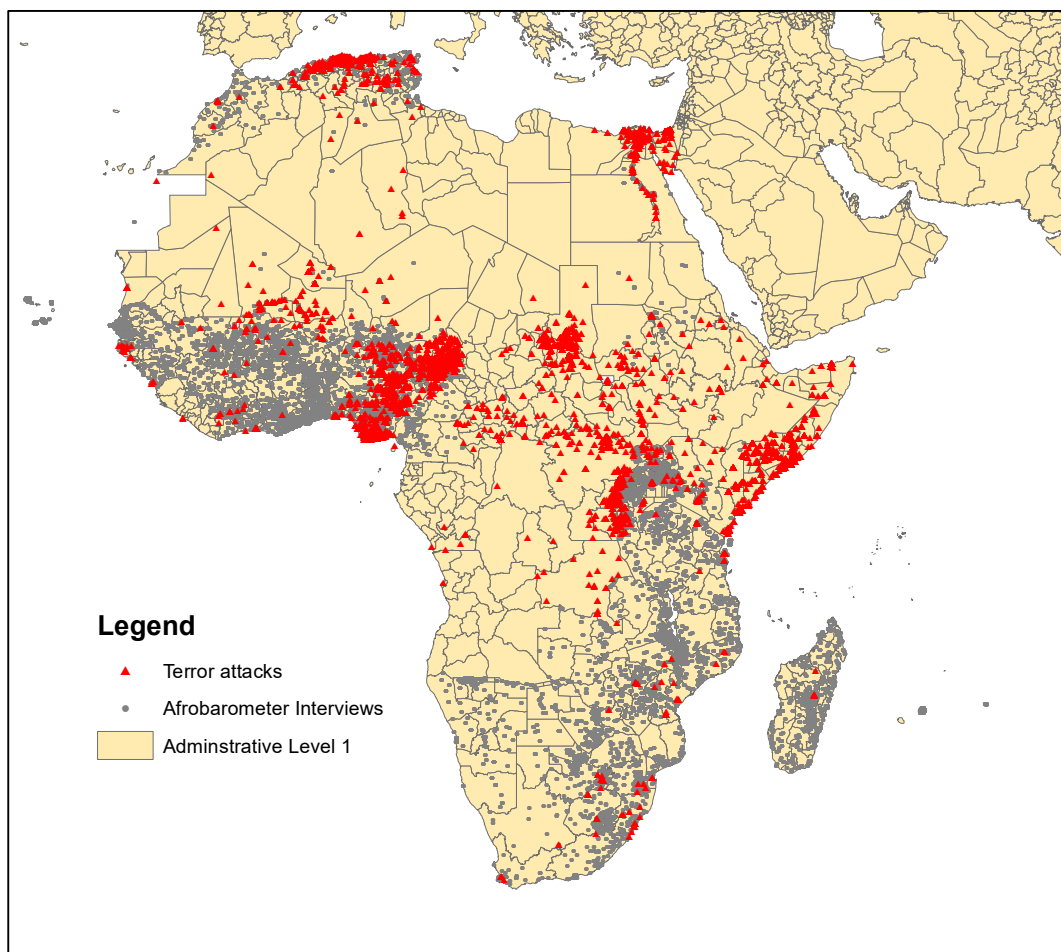 Legend
Terror attacks
Afrobarometer Interviews
Adminstrative Level 1